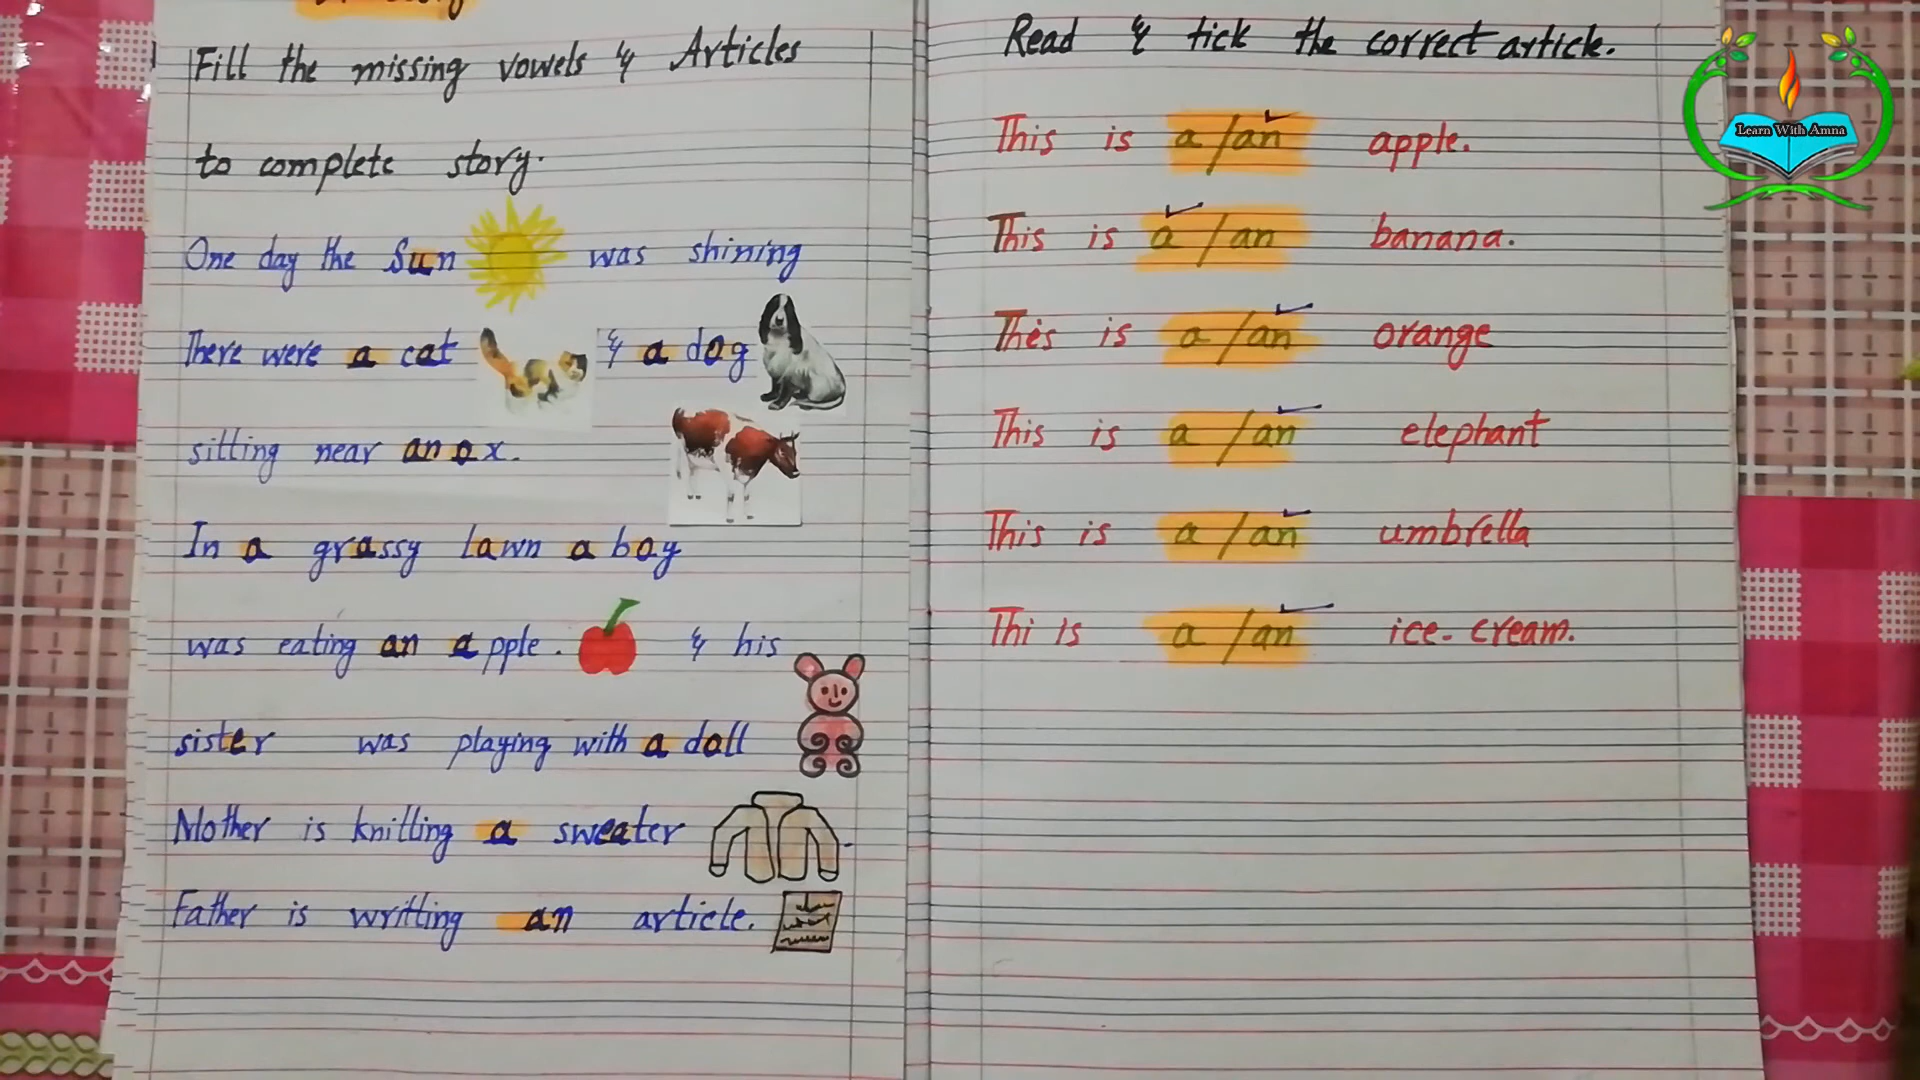 Fill the missing vowels & Articles
to complete story.
One day the Sun was shining
There were a cat & a dog
sitting near an ox.
In a grassy lawn a boy
was eating an apple. & his
sister was playing with a doll
Mother is knitting a sweater.
Father is writting an article.
Read & tick the correct article.
This is a /an apple.
This is a /an banana.
This is a /an orange
This is a /an elephant
This is a /an umbrella
Thi is a /an ice-cream.
Learn With Amna